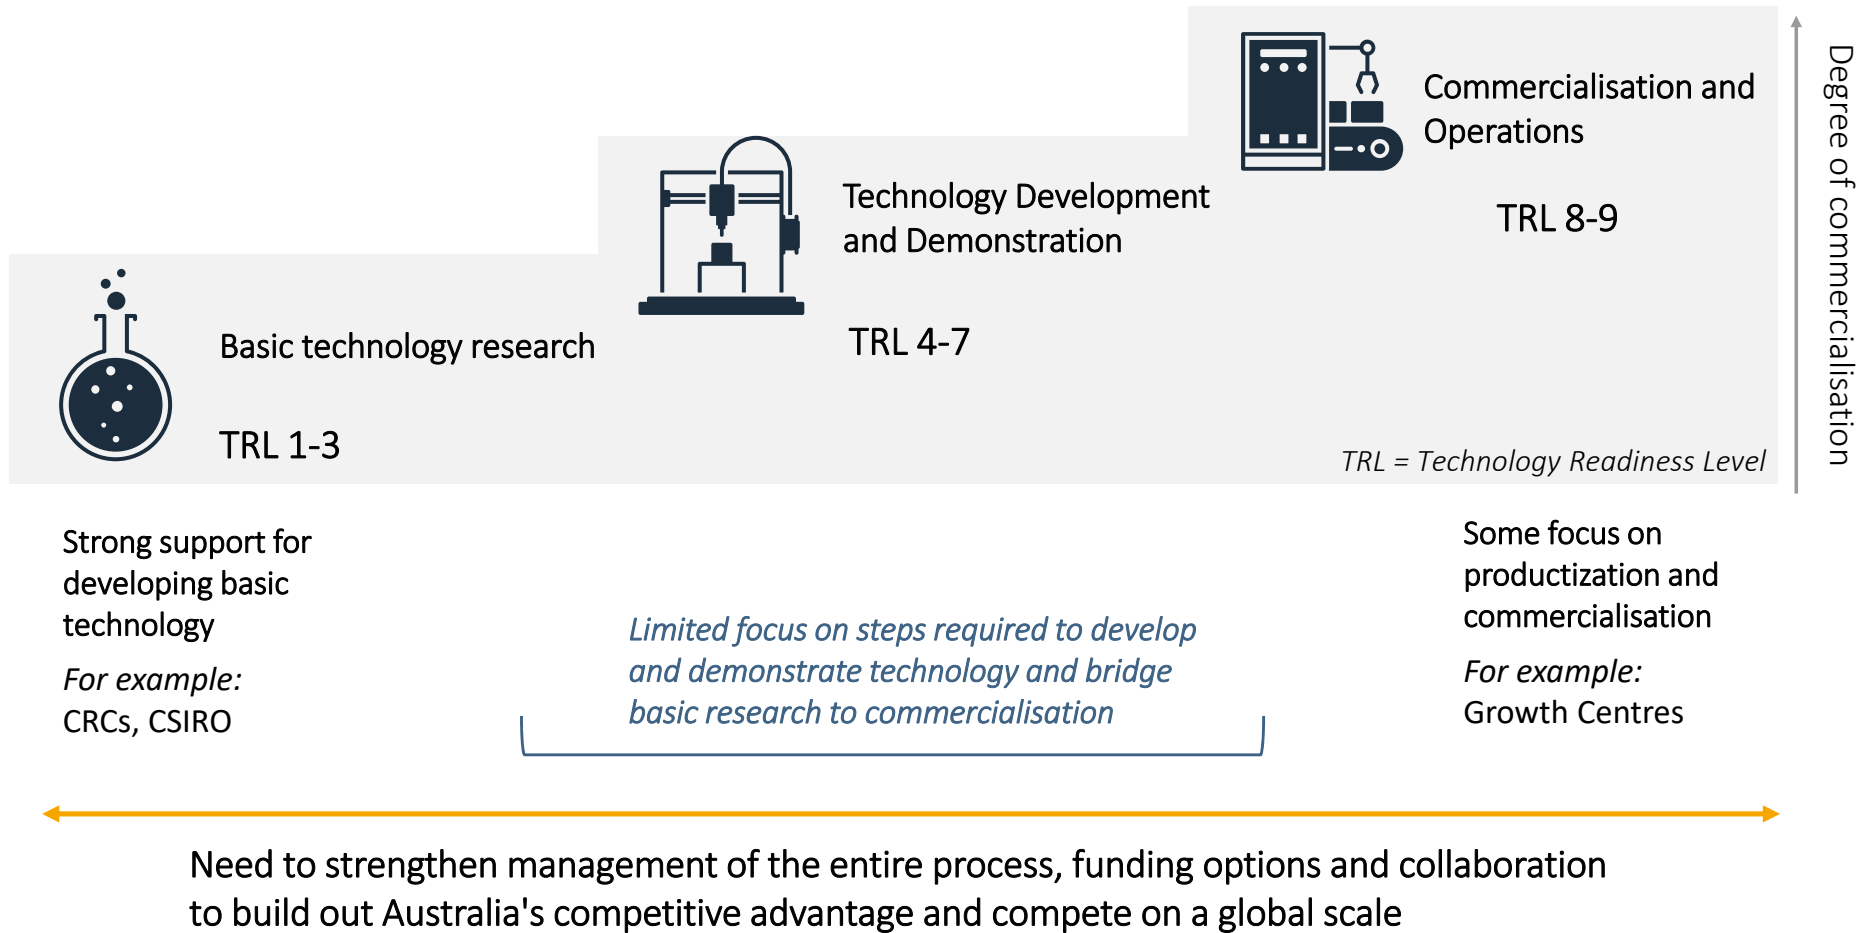 Commercialisation and
Operations
TRL 8-9
Technology Development
and Demonstration
TRL 4-7
Basic technology research
TRL 1-3
TRL = Technology Readiness Level
Degree of commercialisation
Strong support for
developing basic
technology
For example:
CRCs, CSIRO
Limited focus on steps required to develop
and demonstrate technology and bridge
basic research to commercialisation
Some focus on
productization and
commercialisation
For example:
Growth Centres
Need to strengthen management of the entire process, funding options and collaboration
to build out Australia's competitive advantage and compete on a global scale